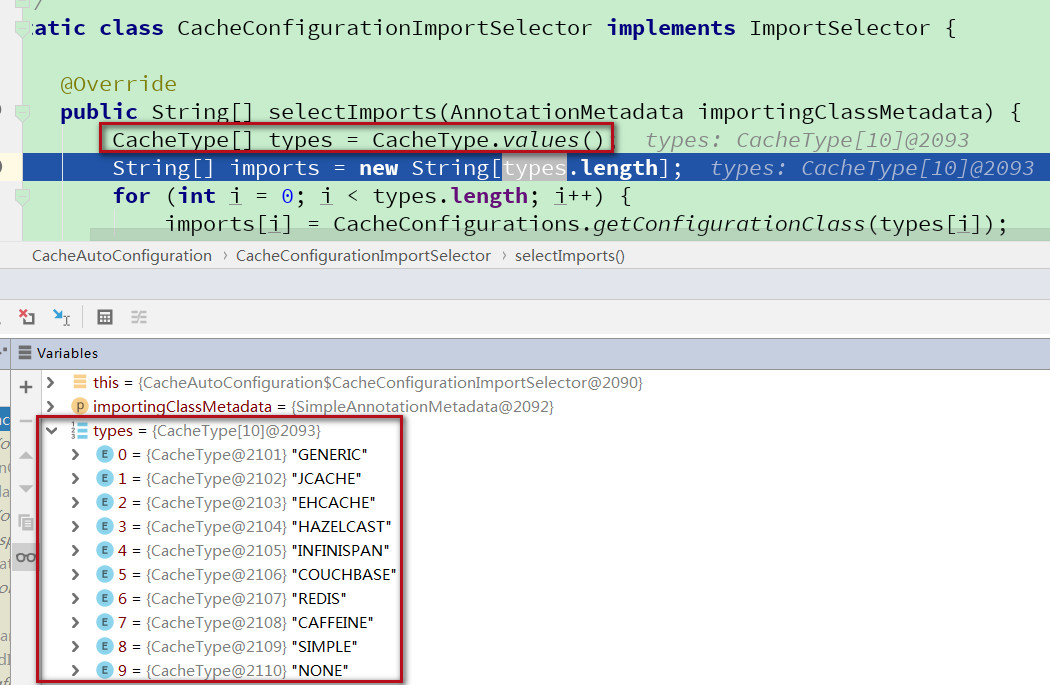 */
tatic class CacheConfigurationImportSelector implements ImportSelector {
@Override
public String[] selectImports(AnnotationMetadata importingClassMetadata) {
CacheType[] types = CacheType.values(); types: CacheType[10]@2093
String[] imports = new String[types.length]; types: CacheType[10]@2093
for (int i = 0; i < types.length; i++) {
imports[i] = CacheConfigurations.getConfigurationClass(types[i]);
CacheAutoConfiguration › CacheConfigurationImportSelector › selectImports()
Variables
this = {CacheAutoConfiguration$CacheConfigurationImportSelector@2090}
importingClassMetadata = {SimpleAnnotationMetadata@2092}
types = {CacheType[10]@2093}
0 = {CacheType@2101} "GENERIC"
1 = {CacheType@2102} "JCACHE"
2 = {CacheType@2103} "EHCACHE"
3 = {CacheType@2104} "HAZELCAST"
4 = {CacheType@2105} "INFINISPAN"
5 = {CacheType@2106} "COUCHBASE"
6 = {CacheType@2107} "REDIS"
7 = {CacheType@2108} "CAFFEINE"
8 = {CacheType@2109} "SIMPLE"
9 = {CacheType@2110} "NONE"